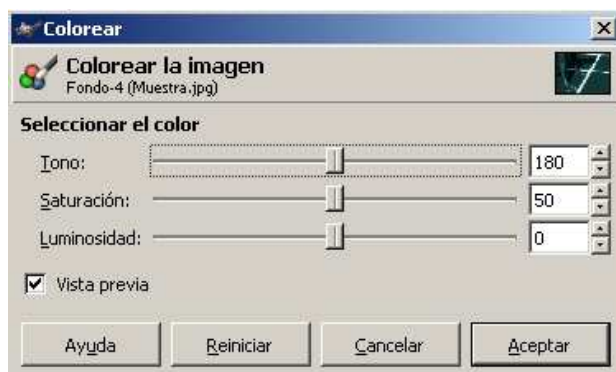 Colorear
Colorear la imagen
Fondo-4 (Muestra.jpg)
Seleccionar el color
Tono: 180
Saturación: 50
Luminosidad: 0
Vista previa
Ayuda Reiniciar Cancelar Aceptar